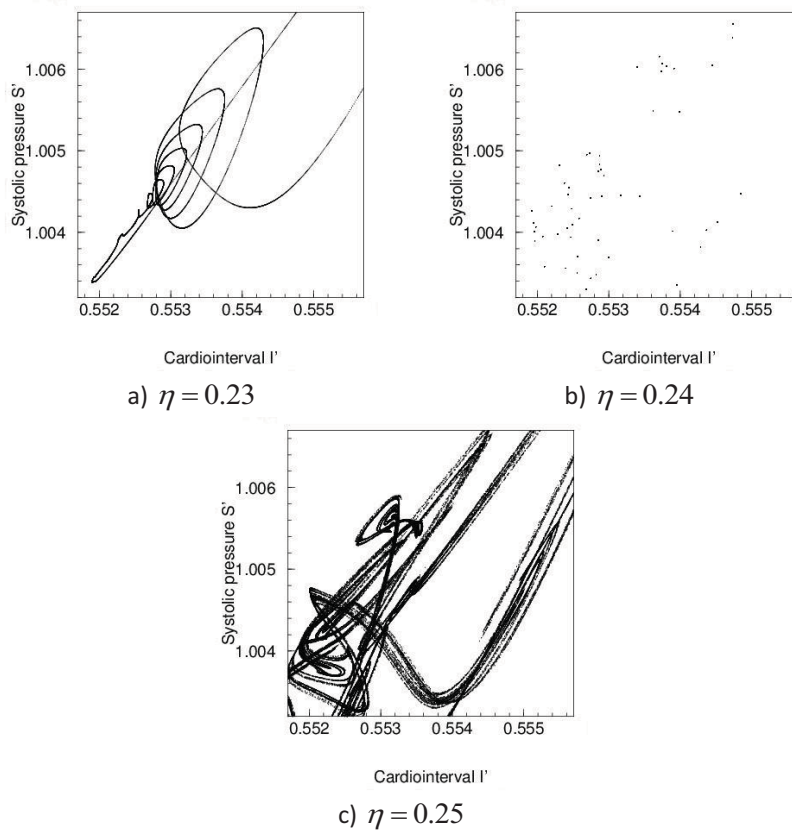 1.006
1.005
1.004
Systolic pressure S'
0.552 0.553 0.554 0.555
Cardiointerval I'
a) η = 0.23
1.006
1.005
1.004
Systolic pressure S'
0.552 0.553 0.554 0.555
Cardiointerval I'
b) η = 0.24
1.006
1.005
1.004
Systolic pressure S'
0.552 0.553 0.554 0.555
Cardiointerval I'
c) η = 0.25